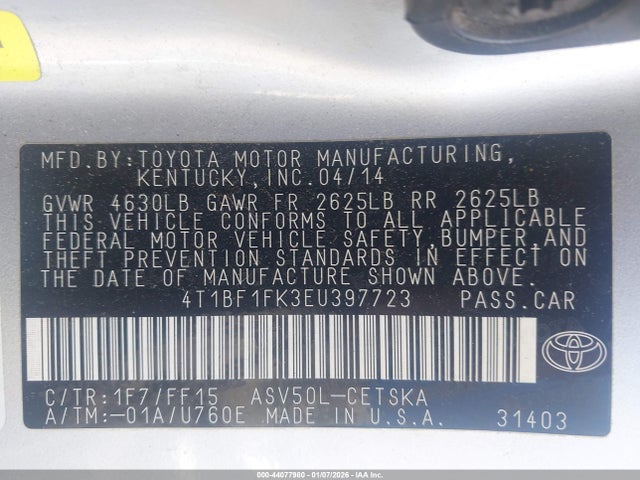 MFD.BY:TOYOTA MOTOR MANUFACTURING,
KENTUCKY,INC.04/14
GVWR 4630LB GAWR FR 2625LB RR 2625LB
THIS VEHICLE CONFORMS TO ALL APPLICABLE
FEDERAL MOTOR VEHICLE SAFETY,BUMPER,AND
THEFT PREVENTION STANDARDS IN EFFECT ON
THE DATE OF MANUFACTURE SHOWN ABOVE.
4T1BF1FK3EU397723 PASS.CAR
C/TR:1F7/FF15 ASV50L-CETSKA
A/TM:-01A/U760E MADE IN U.S.A. 31403
000-44077980 - 01/07/2026 - IAA Inc.